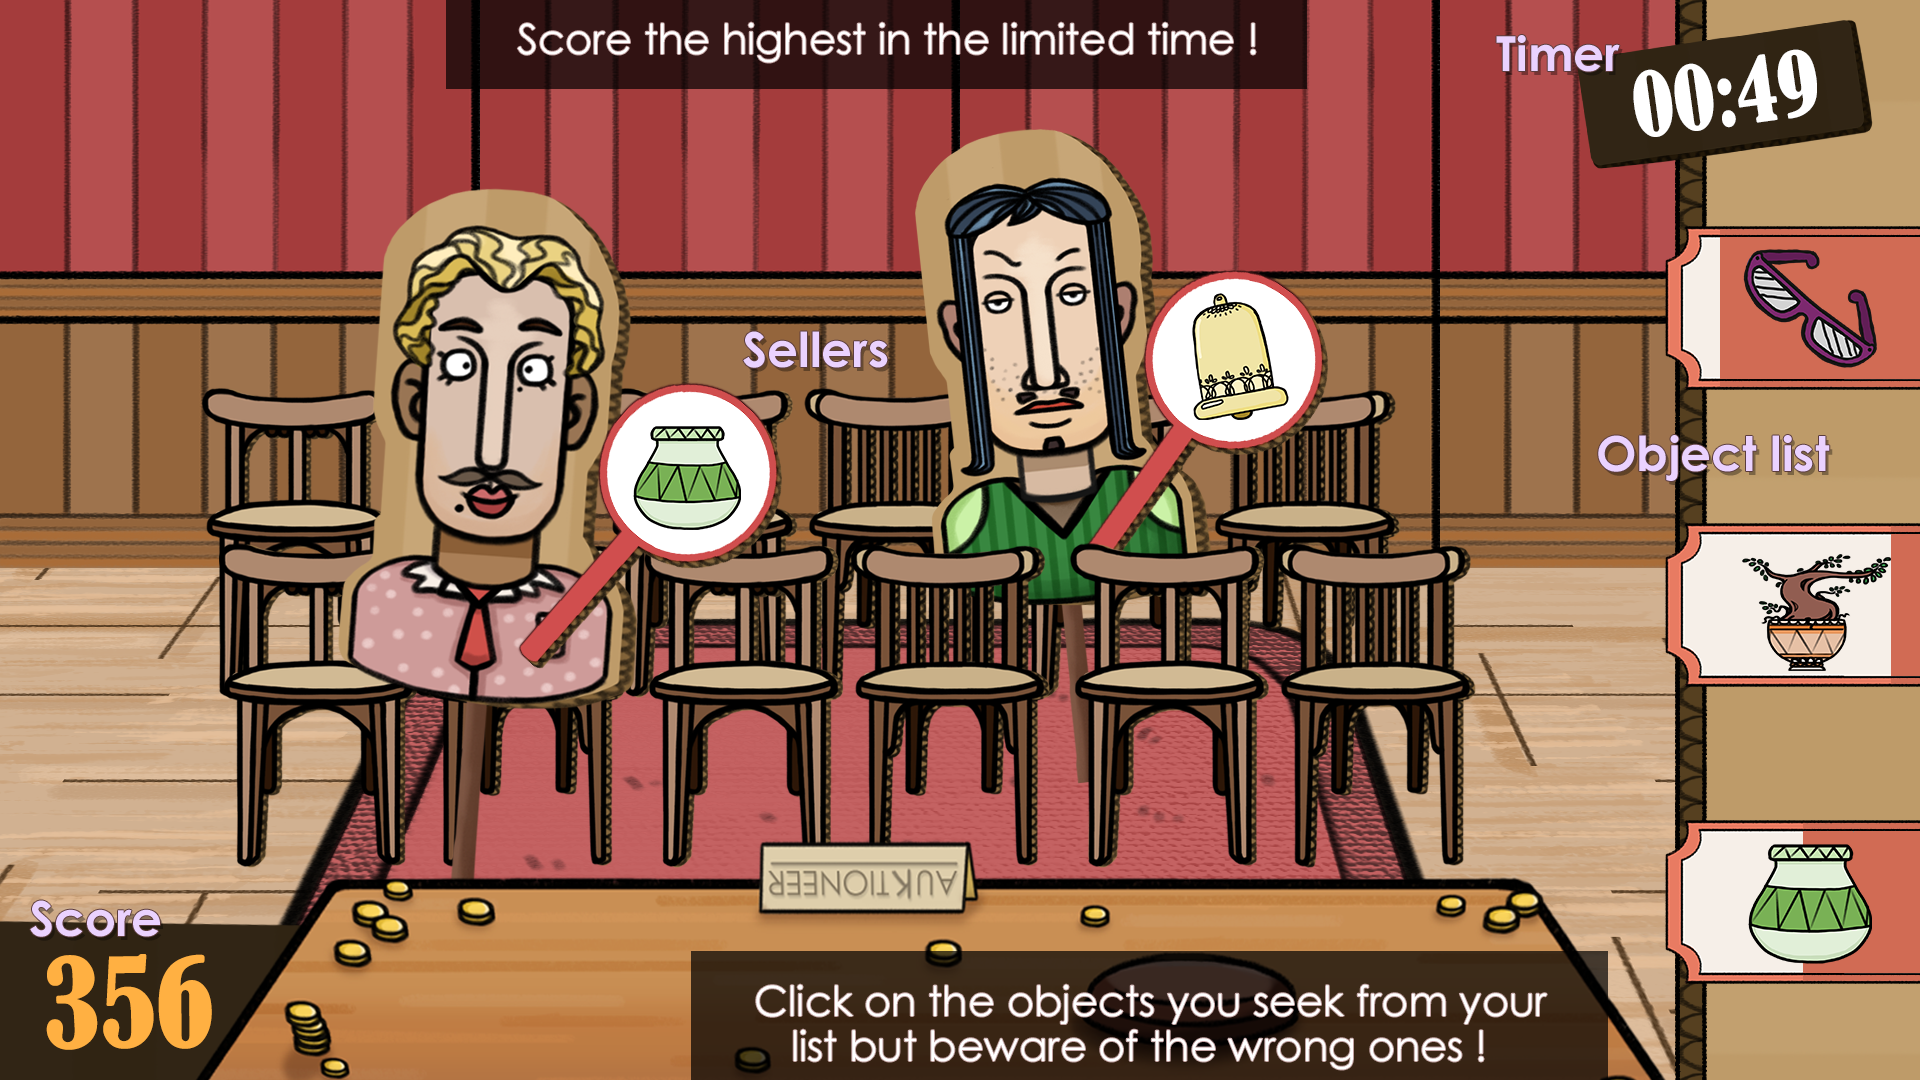 Score the highest in the limited time !
Timer
00:49
Sellers
Object list
AUKTIONEER
Score
356
Click on the objects you seek from your
list but beware of the wrong ones !